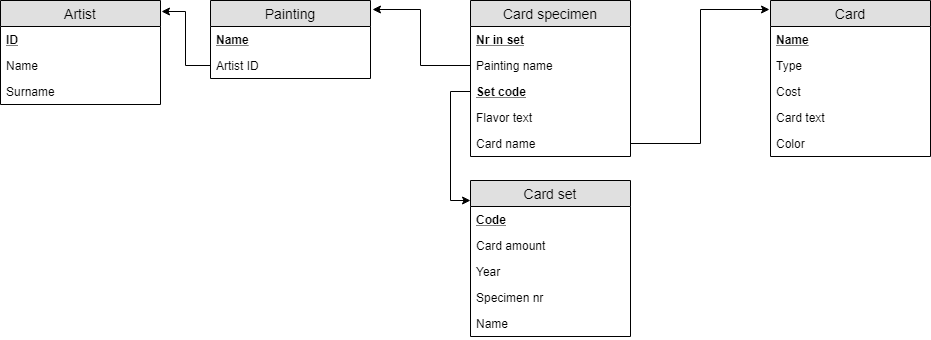 Artist
ID
Name
Surname
Painting
Name
Artist ID
Card specimen
Nr in set
Painting name
Set code
Flavor text
Card name
Card
Name
Type
Cost
Card text
Color
Card set
Code
Card amount
Year
Specimen nr
Name